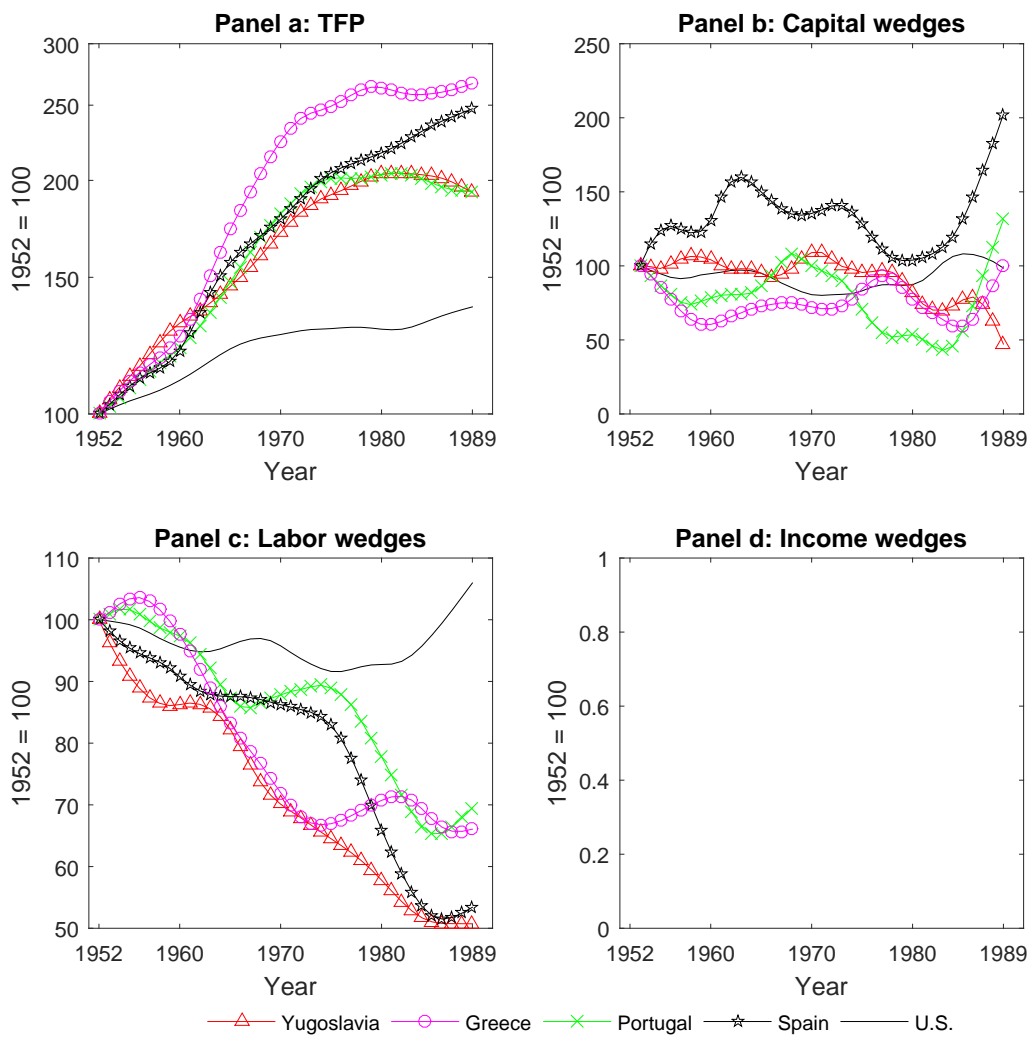 Panel a: TFP
300
250
200
150
100
1952 = 100
1952 1960 1970 1980 1989
Year
Panel b: Capital wedges
250
200
150
100
50
0
1952 = 100
1952 1960 1970 1980 1989
Year
Panel c: Labor wedges
110
100
90
80
70
60
50
1952 = 100
1952 1960 1970 1980 1989
Year
Panel d: Income wedges
1
0.8
0.6
0.4
0.2
0
1952 = 100
1952 1960 1970 1980 1989
Year
Yugoslavia Greece Portugal Spain U.S.